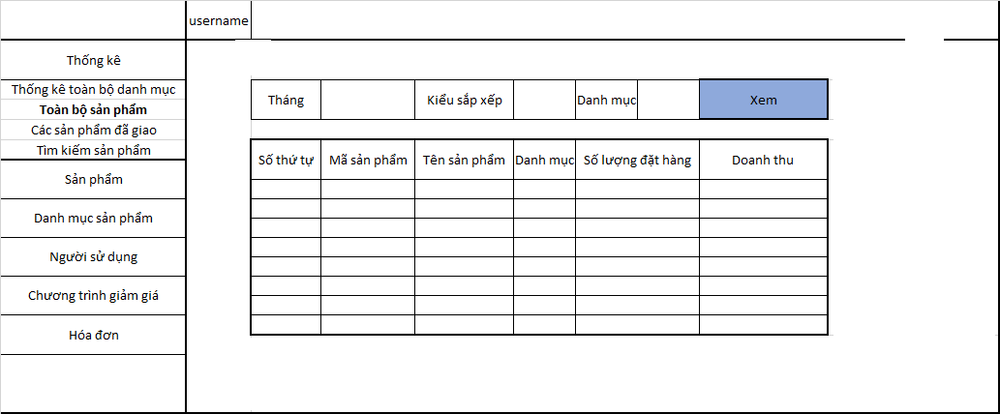 username
Thống kê
Thống kê toàn bộ danh mục
Toàn bộ sản phẩm
Các sản phẩm đã giao
Tìm kiếm sản phẩm
Sản phẩm
Danh mục sản phẩm
Người sử dụng
Chương trình giảm giá
Hóa đơn
Tháng Kiểu sắp xếp Danh mục Xem
Số thứ tự Mã sản phẩm Tên sản phẩm Danh mục Số lượng đặt hàng Doanh thu